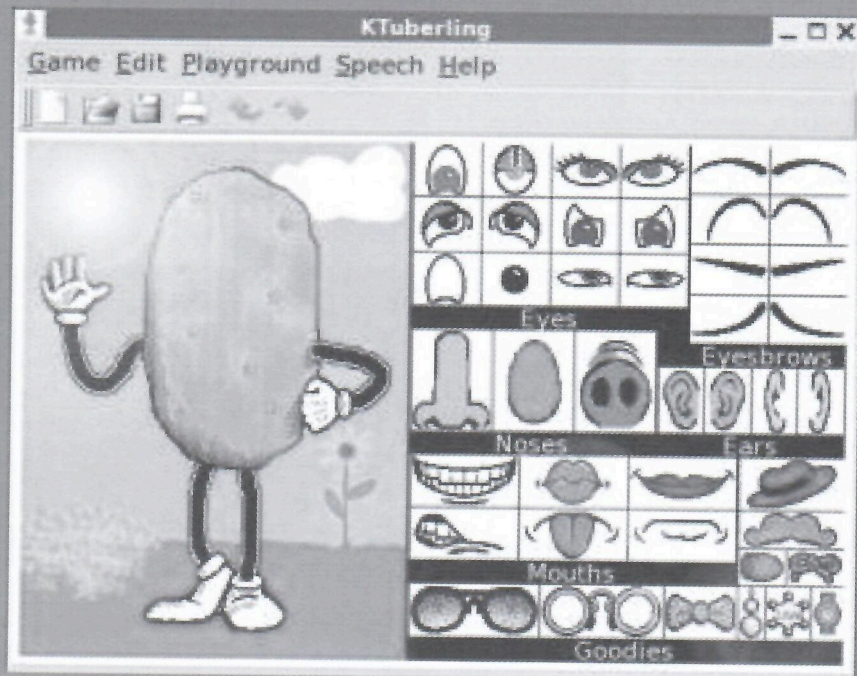 KTuberling
Game Edit Playground Speech Help
Eyes
Eyesbrows
Noses
Ears
Mouths
Goodies